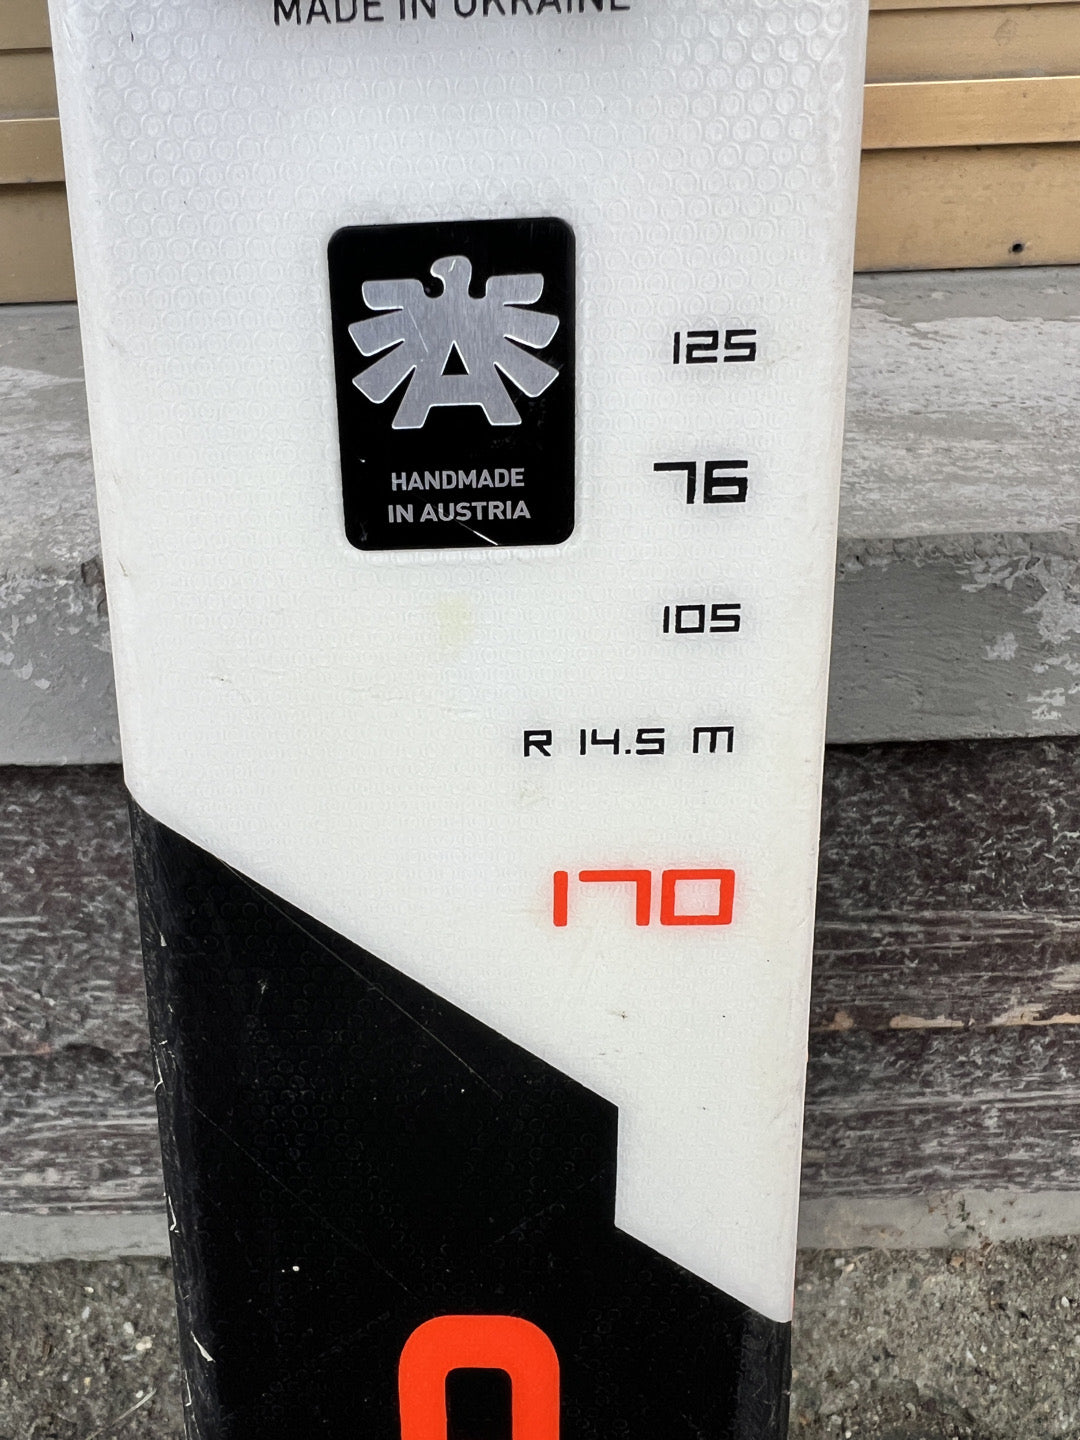 MADE IN UKRAINE
125
HANDMADE
IN AUSTRIA
76
105
R 14.5 M
170